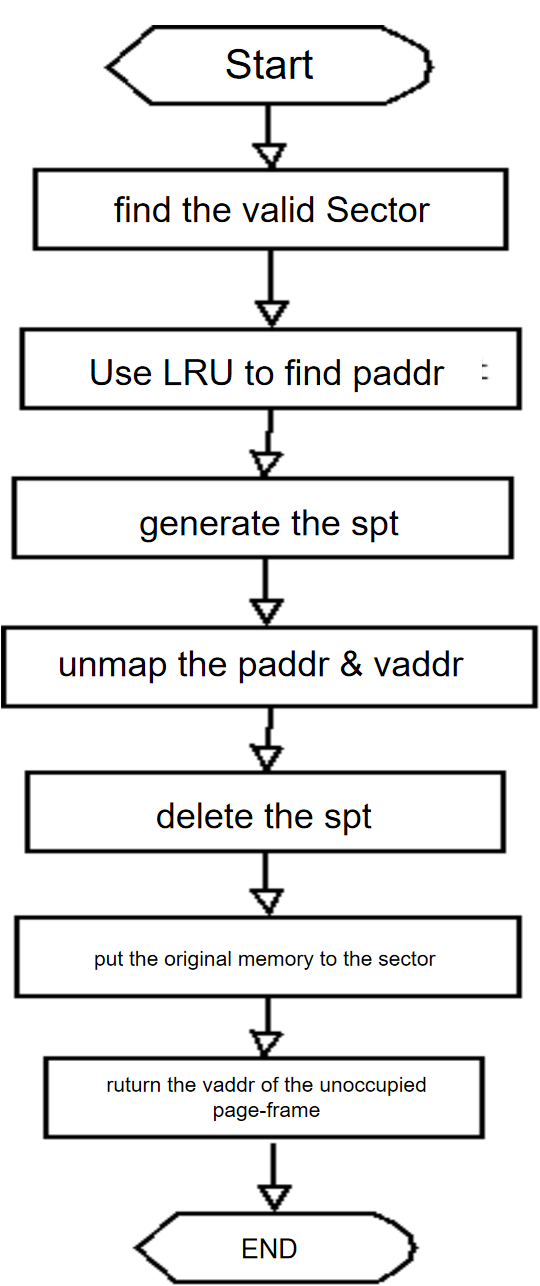 Start
find the valid Sector
Use LRU to find paddr
generate the spt
unmap the paddr & vaddr
delete the spt
put the original memory to the sector
ruturn the vaddr of the unoccupied
page-frame
END